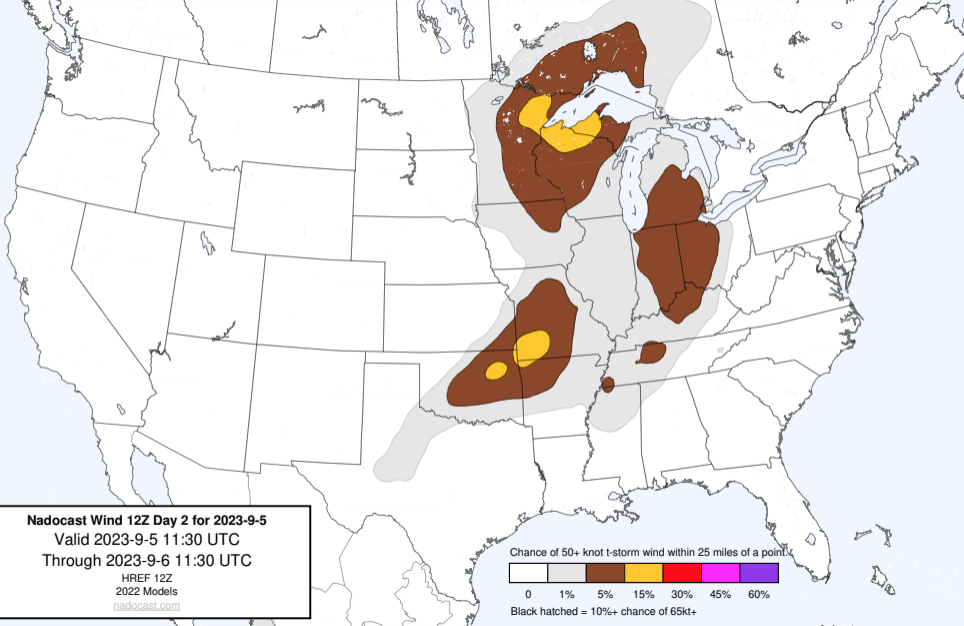 Nadocast Wind 12Z Day 2 for 2023-9-5
Valid 2023-9-5 11:30 UTC
Through 2023-9-6 11:30 UTC
HREF 12Z
2022 Models
nadocast.com
Chance of 50+ knot t-storm wind within 25 miles of a point.
0 1% 5% 15% 30% 45% 60%
Black hatched = 10%+ chance of 65kt+